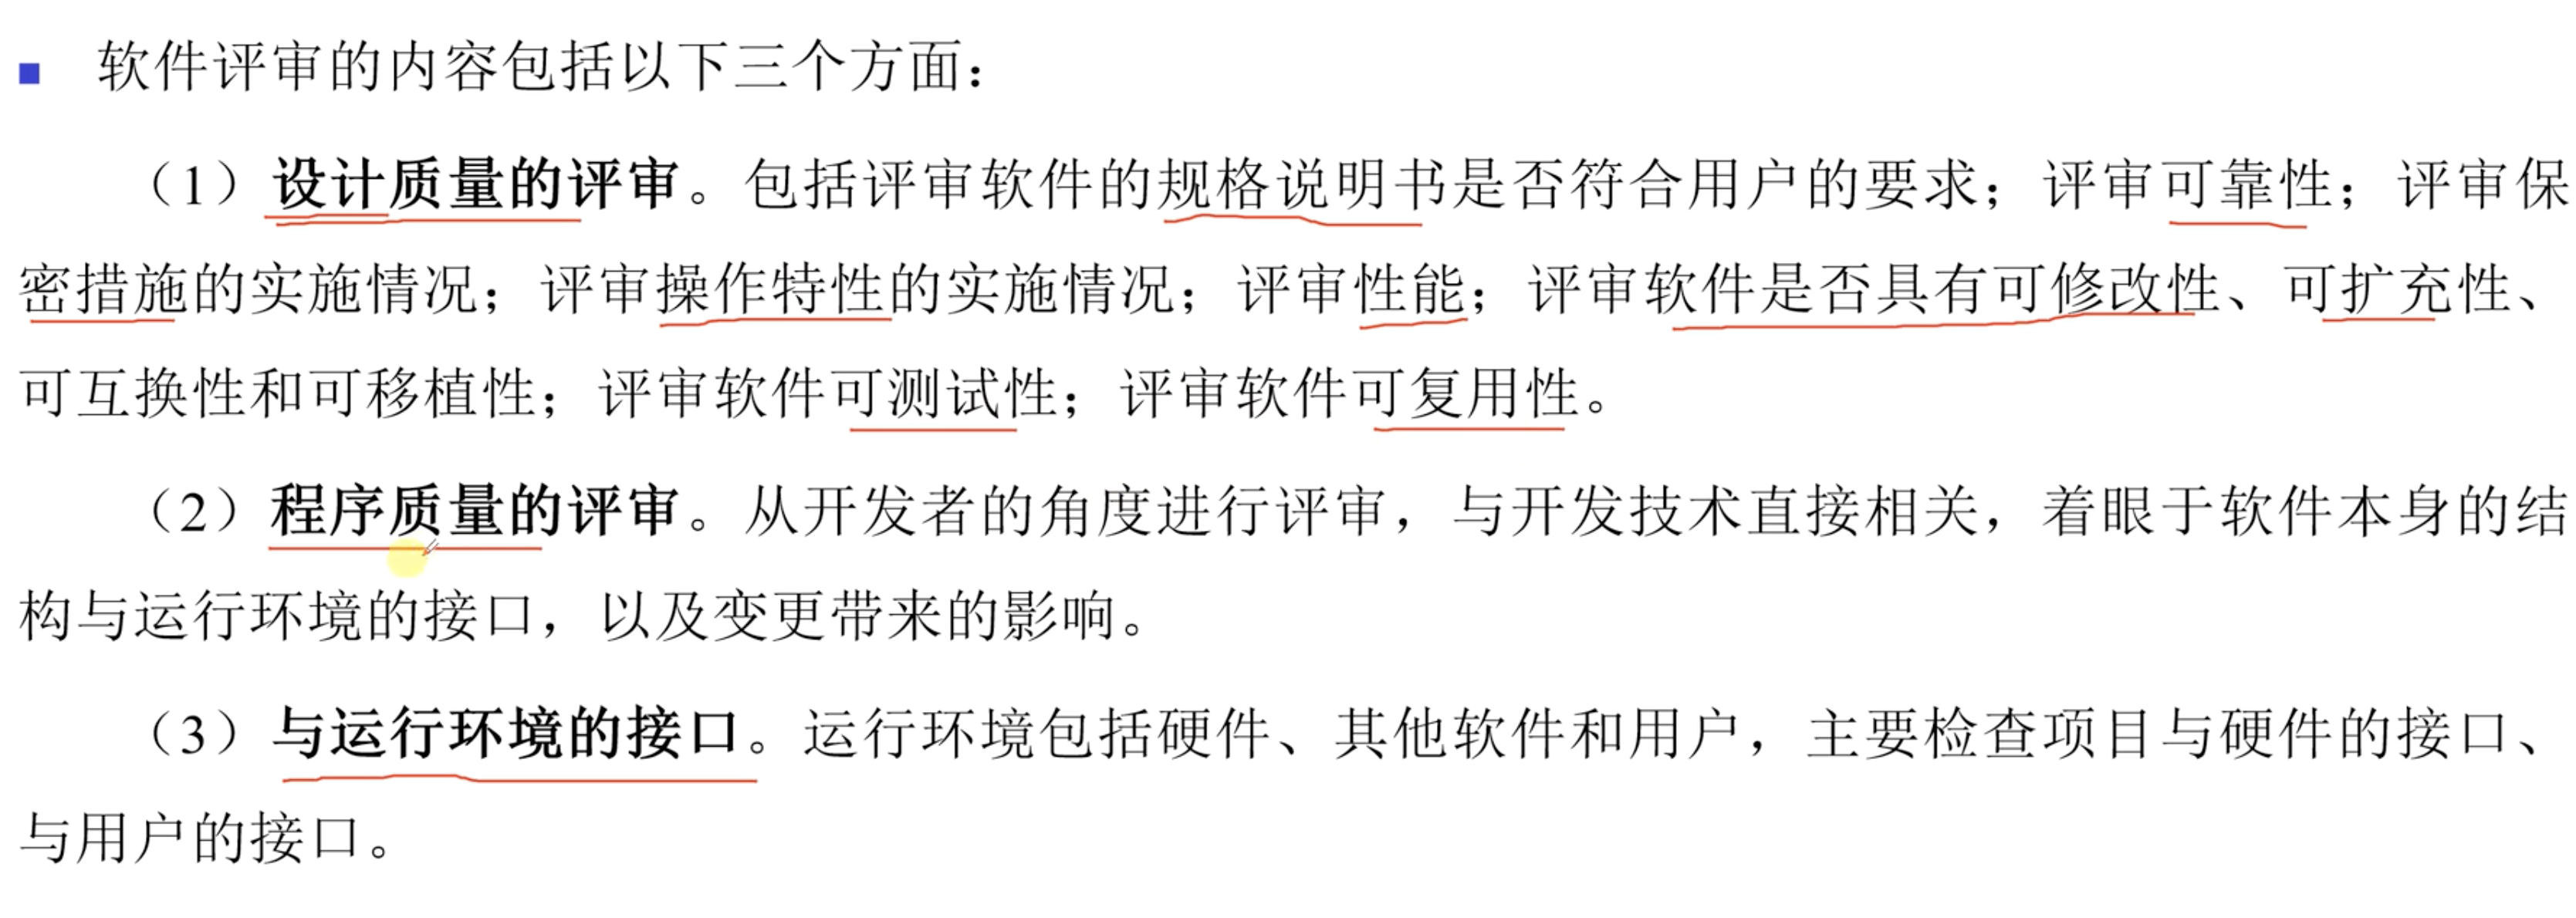 ■ 软件评审的内容包括以下三个方面：
（1）设计质量的评审。包括评审软件的规格说明书是否符合用户的要求；评审可靠性；评审保
密措施的实施情况；评审操作特性的实施情况；评审性能；评审软件是否具有可修改性、可扩充性、
可互换性和可移植性；评审软件可测试性；评审软件可复用性。
（2）程序质量的评审。从开发者的角度进行评审，与开发技术直接相关，着眼于软件本身的结
构与运行环境的接口，以及变更带来的影响。
（3）与运行环境的接口。运行环境包括硬件、其他软件和用户，主要检查项目与硬件的接口、
与用户的接口。